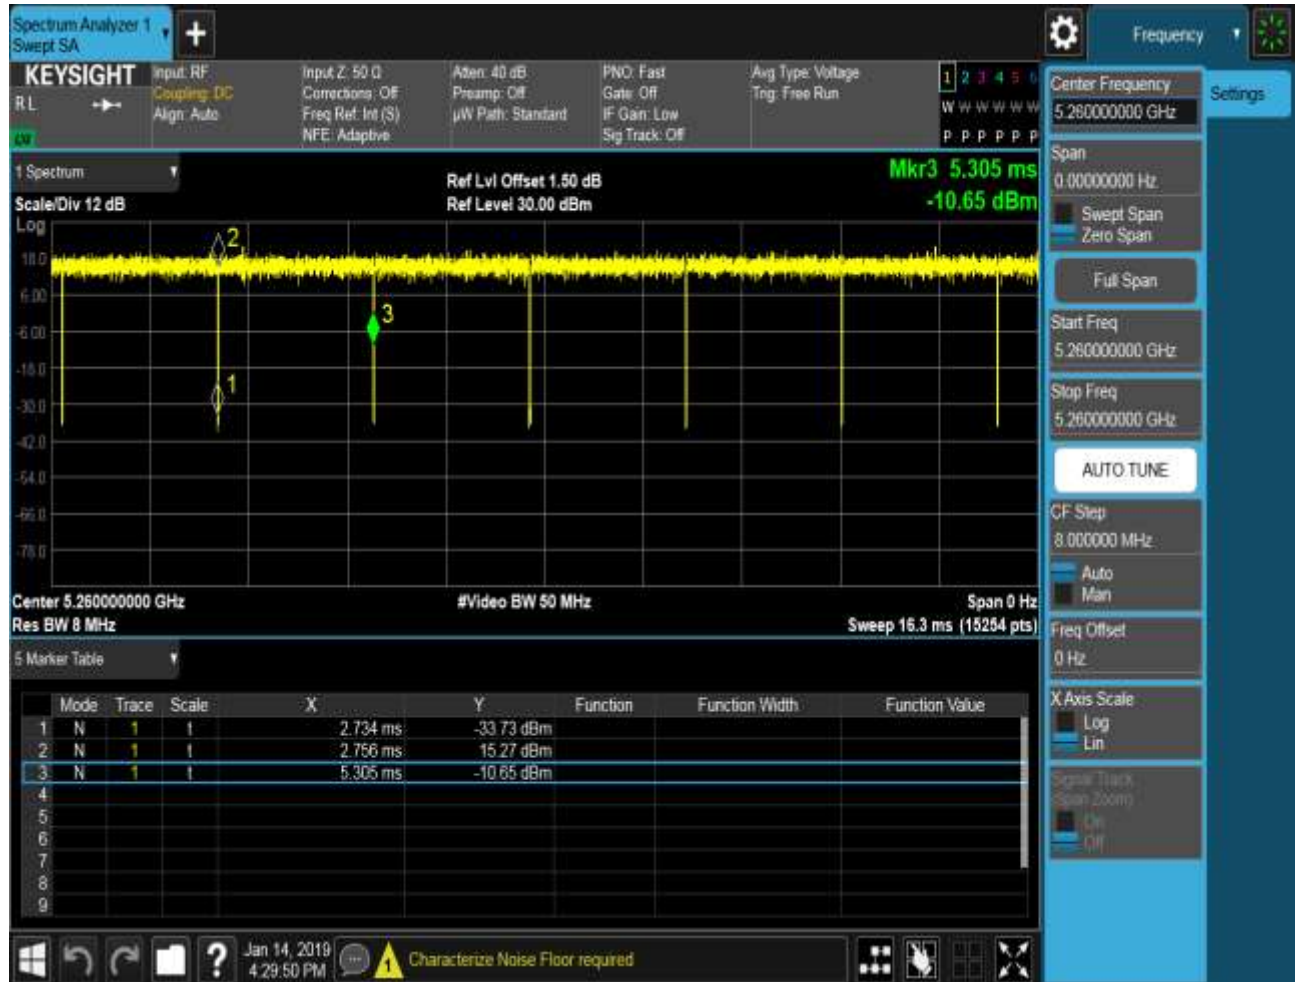 Spectrum Analyzer 1
Swept SA
Frequency
KEYSIGHT
R L
Input: RF
Coupling: DC
Align: Auto
Input Z: 50 Ω
Corrections: Off
Freq Ref: Int (S)
NFE: Adaptive
Atten: 40 dB
Preamp: Off
µW Path: Standard
PNO: Fast
Gate: Off
IF Gain: Low
Sig Track: Off
Avg Type: Voltage
Trig: Free Run
1 2 3 4 5 6
W W W W W W
P P P P P P
1 Spectrum
Scale/Div 12 dB
Ref Lvl Offset 1.50 dB
Ref Level 30.00 dBm
Mkr3 5.305 ms
-10.65 dBm
Log
18.0
6.00
-6.00
-18.0
-30.0
-42.0
-54.0
-66.0
-78.0
2
3
1
Center 5.260000000 GHz
#Video BW 50 MHz
Span 0 Hz
Res BW 8 MHz
Sweep 16.3 ms (15254 pts)
5 Marker Table
Mode Trace Scale X Y Function Function Width Function Value
1 N 1 t 2.734 ms -33.73 dBm
2 N 1 t 2.756 ms 15.27 dBm
3 N 1 t 5.305 ms -10.65 dBm
4
5
6
7
8
9
Jan 14, 2019
4:29:50 PM
1
Characterize Noise Floor required
Settings
Center Frequency
5.260000000 GHz
Span
0.00000000 Hz
Swept Span
Zero Span
Full Span
Start Freq
5.260000000 GHz
Stop Freq
5.260000000 GHz
AUTO TUNE
CF Step
8.000000 MHz
Auto
Man
Freq Offset
0 Hz
X Axis Scale
Log
Lin
Signal Track
(Span Zoom)
On
Off